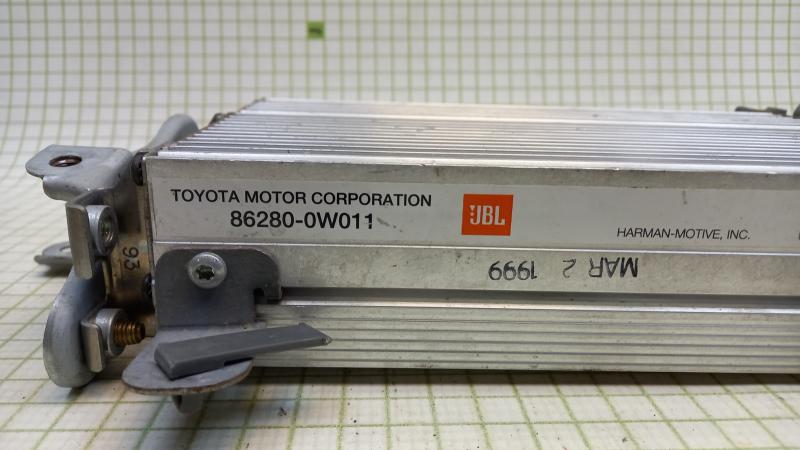 TOYOTA MOTOR CORPORATION
86280-0W011
JBL
HARMAN-MOTIVE, INC.
MAR 2 1999
93